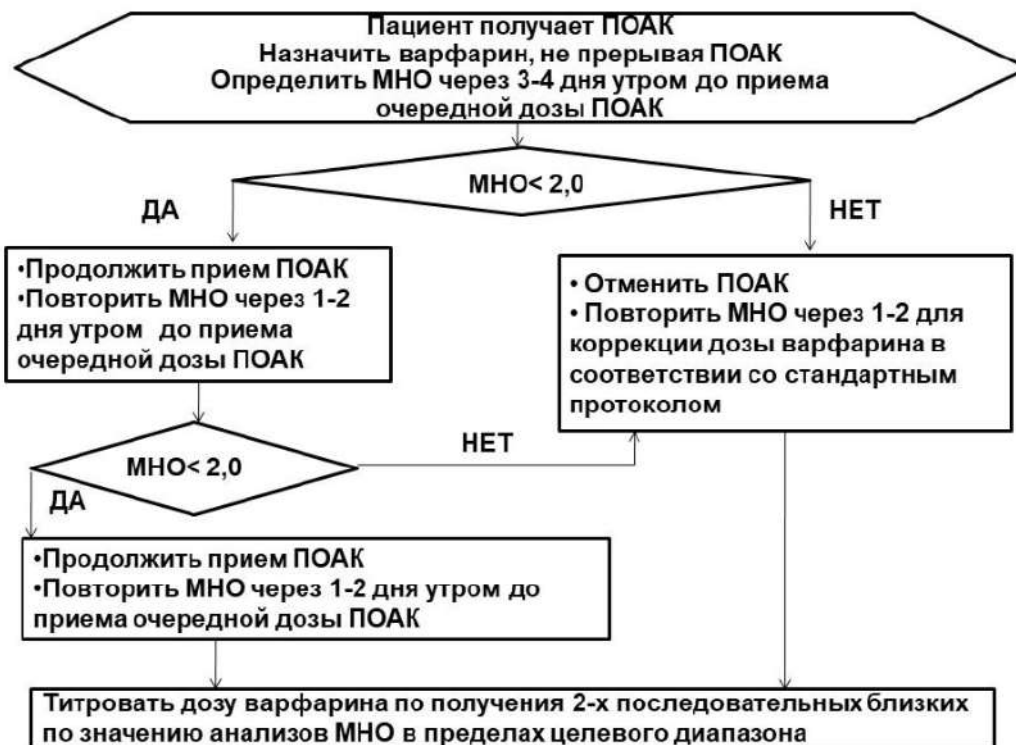 Пациент получает ПОАК
Назначить варфарин, не прерывая ПОАК
Определить МНО через 3-4 дня утром до приема
очередной дозы ПОАК
МНО< 2,0
ДА
НЕТ
•Продолжить прием ПОАК
•Повторить МНО через 1-2
дня утром до приема
очередной дозы ПОАК
• Отменить ПОАК
• Повторить МНО через 1-2 для
коррекции дозы варфарина в
соответствии со стандартным
протоколом
МНО< 2,0
НЕТ
ДА
•Продолжить прием ПОАК
•Повторить МНО через 1-2 дня утром до
приема очередной дозы ПОАК
Титровать дозу варфарина по получения 2-х последовательных близких
по значению анализов МНО в пределах целевого диапазона